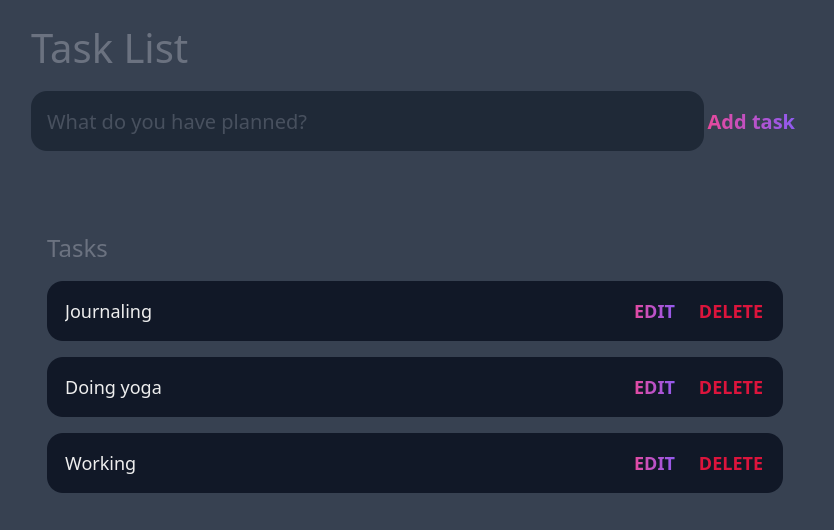 Task List
What do you have planned? Add task
Tasks
Journaling EDIT DELETE
Doing yoga EDIT DELETE
Working EDIT DELETE